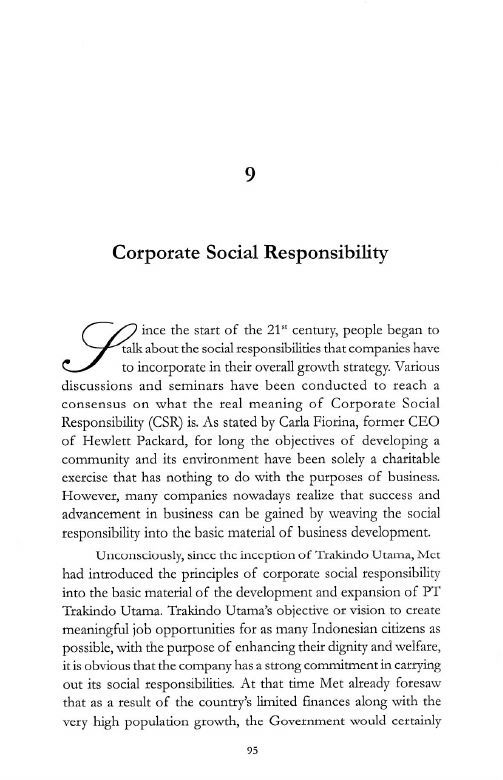 9
Corporate Social Responsibility
Since the start of the 21st century, people began to
talk about the social responsibilities that companies have
to incorporate in their overall growth strategy. Various
discussions and seminars have been conducted to reach a
consensus on what the real meaning of Corporate Social
Responsibility (CSR) is. As stated by Carla Fiorina, former CEO
of Hewlett Packard, for long the objectives of developing a
community and its environment have been solely a charitable
exercise that has nothing to do with the purposes of business.
However, many companies nowadays realize that success and
advancement in business can be gained by weaving the social
responsibility into the basic material of business development.
Unconsciously, since the inception of Trakindo Utama, Met
had introduced the principles of corporate social responsibility
into the basic material of the development and expansion of PT
Trakindo Utama. Trakindo Utama's objective or vision to create
meaningful job opportunities for as many Indonesian citizens as
possible, with the purpose of enhancing their dignity and welfare,
it is obvious that the company has a strong commitment in carrying
out its social responsibilities. At that time Met already foresaw
that as a result of the country's limited finances along with the
very high population growth, the Government would certainly
95